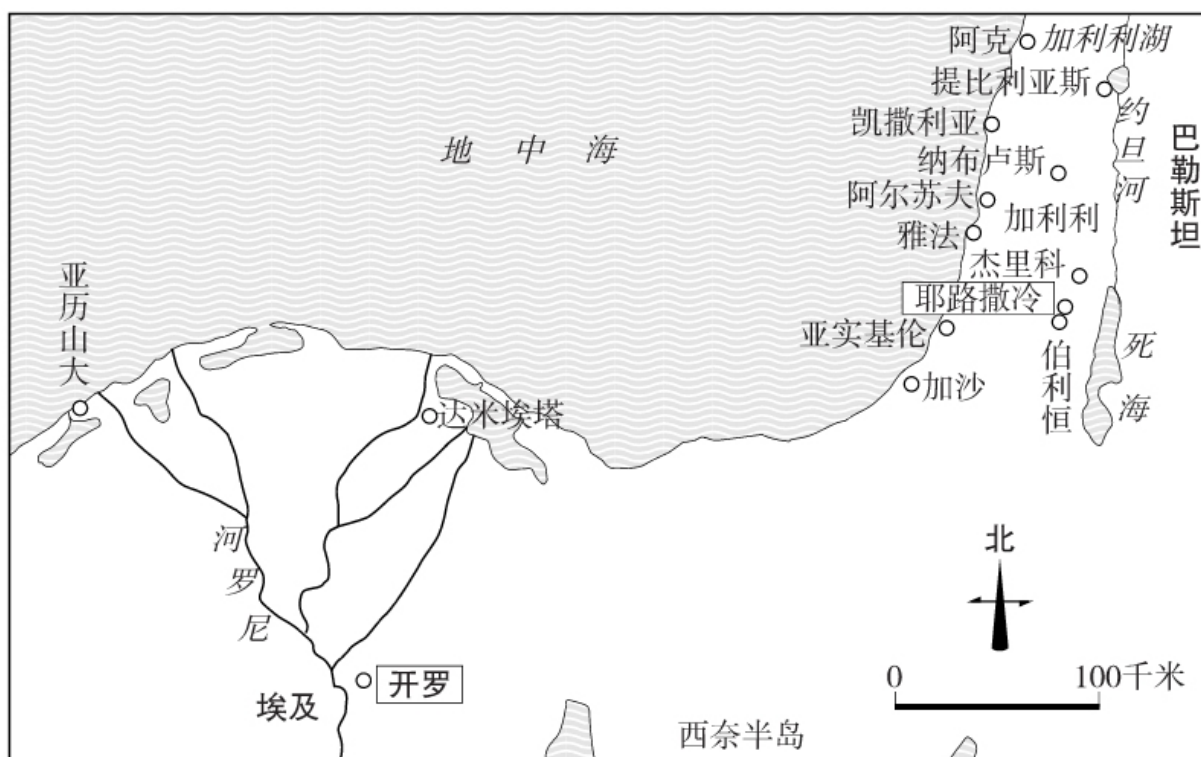 阿克
加利利湖
提比利亚斯
凯撒利亚
约旦河
巴勒斯坦
地中海
纳布卢斯
阿尔苏夫
加利利
雅法
杰里科
耶路撒冷
亚历山大
亚实基伦
伯利恒
死海
加沙
达米埃塔
河罗尼
北
0 100千米
开罗
埃及
西奈半岛